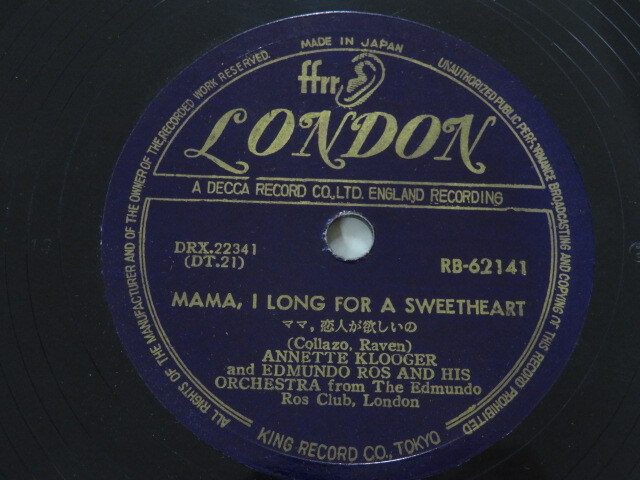 MADE IN JAPAN
ffrr
LONDON
A DECCA RECORD CO.,LTD. ENGLAND RECORDING
DRX.22341
(DT.21)
RB-62141
MAMA, I LONG FOR A SWEETHEART
ママ,恋人が欲しいの
(Collazo, Raven)
ANNETTE KLOOGER
and EDMUNDO ROS AND HIS
ORCHESTRA from The Edmundo
Ros Club, London
KING RECORD CO., TOKYO
ALL RIGHTS OF THE MANUFACTURER AND OF THE OWNER OF THE RECORDED WORK RESERVED.
UNAUTHORIZED PUBLIC PERFORMANCE BROADCASTING AND COPYING OF THIS RECORD PROHIBITED